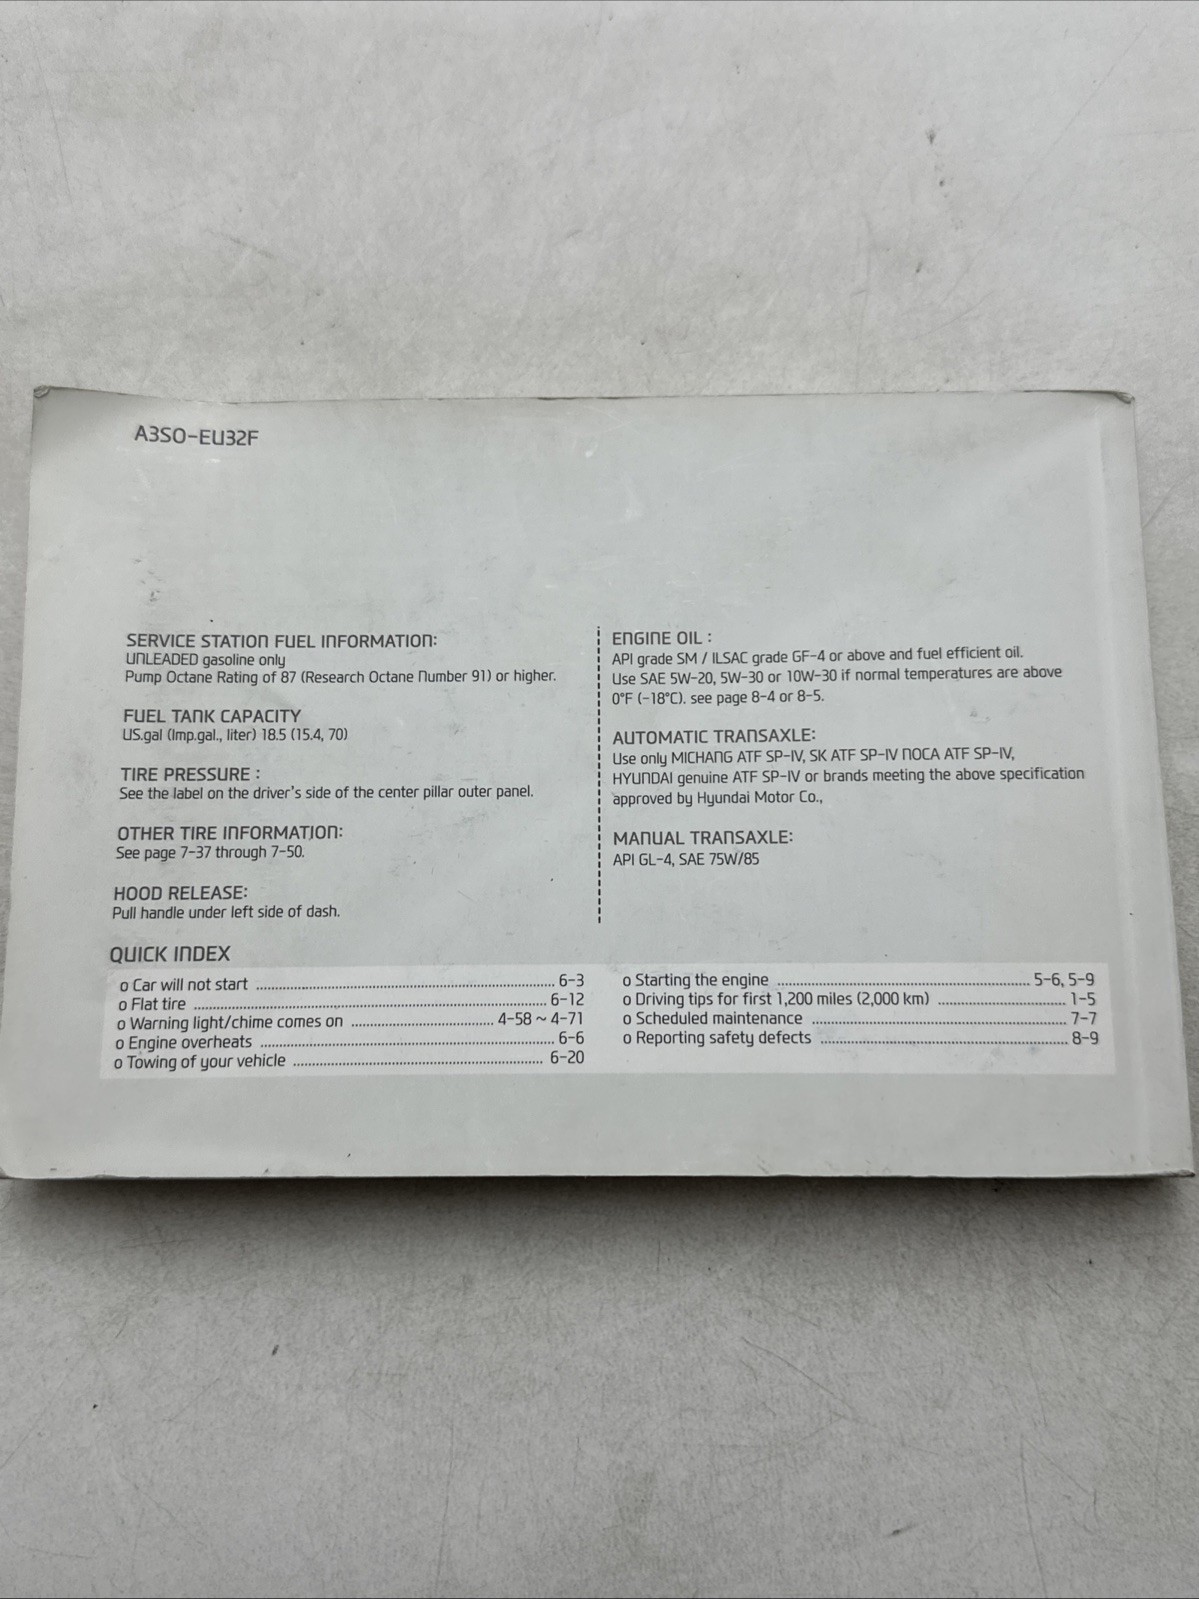 A3SO-EU32F
SERVICE STATION FUEL INFORMATION:
UNLEADED gasoline only
Pump Octane Rating of 87 (Research Octane Number 91) or higher.
FUEL TANK CAPACITY
US.gal (Imp.gal., liter) 18.5 (15.4, 70)
TIRE PRESSURE :
See the label on the driver's side of the center pillar outer panel.
OTHER TIRE INFORMATION:
See page 7-37 through 7-50.
HOOD RELEASE:
Pull handle under left side of dash.
ENGINE OIL :
API grade SM / ILSAC grade GF-4 or above and fuel efficient oil.
Use SAE 5W-20, 5W-30 or 10W-30 if normal temperatures are above
0°F (-18°C). see page 8-4 or 8-5.
AUTOMATIC TRANSAXLE:
Use only MICHANG ATF SP-IV, SK ATF SP-IV NOCA ATF SP-IV,
HYUNDAI genuine ATF SP-IV or brands meeting the above specification
approved by Hyundai Motor Co.,
MANUAL TRANSAXLE:
API GL-4, SAE 75W/85
QUICK INDEX
o Car will not start ........ 6-3
o Flat tire ........ 6-12
o Warning light/chime comes on ........ 4-58 ~ 4-71
o Engine overheats ........ 6-6
o Towing of your vehicle ........ 6-20
o Starting the engine ........ 5-6, 5-9
o Driving tips for first 1,200 miles (2,000 km) ........ 1-5
o Scheduled maintenance ........ 7-7
o Reporting safety defects ........ 8-9